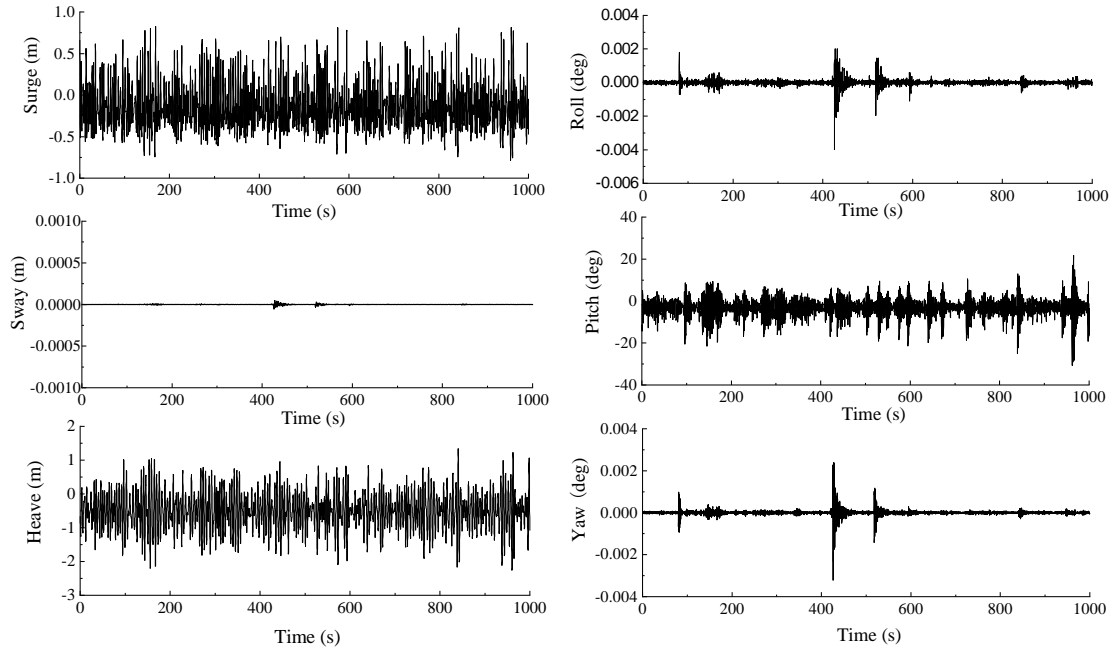 1.0
0.5
0.0
-0.5
-1.0
Surge (m)
0 200 400 600 800 1000
Time (s)
0.004
0.002
0.000
-0.002
-0.004
-0.006
Roll (deg)
0 200 400 600 800 1000
Time (s)
0.0010
0.0005
0.0000
-0.0005
-0.0010
Sway (m)
0 200 400 600 800 1000
Time (s)
40
20
0
-20
-40
Pitch (deg)
0 200 400 600 800 1000
Time (s)
2
1
0
-1
-2
-3
Heave (m)
0 200 400 600 800 1000
Time (s)
0.004
0.002
0.000
-0.002
-0.004
Yaw (deg)
0 200 400 600 800 1000
Time (s)